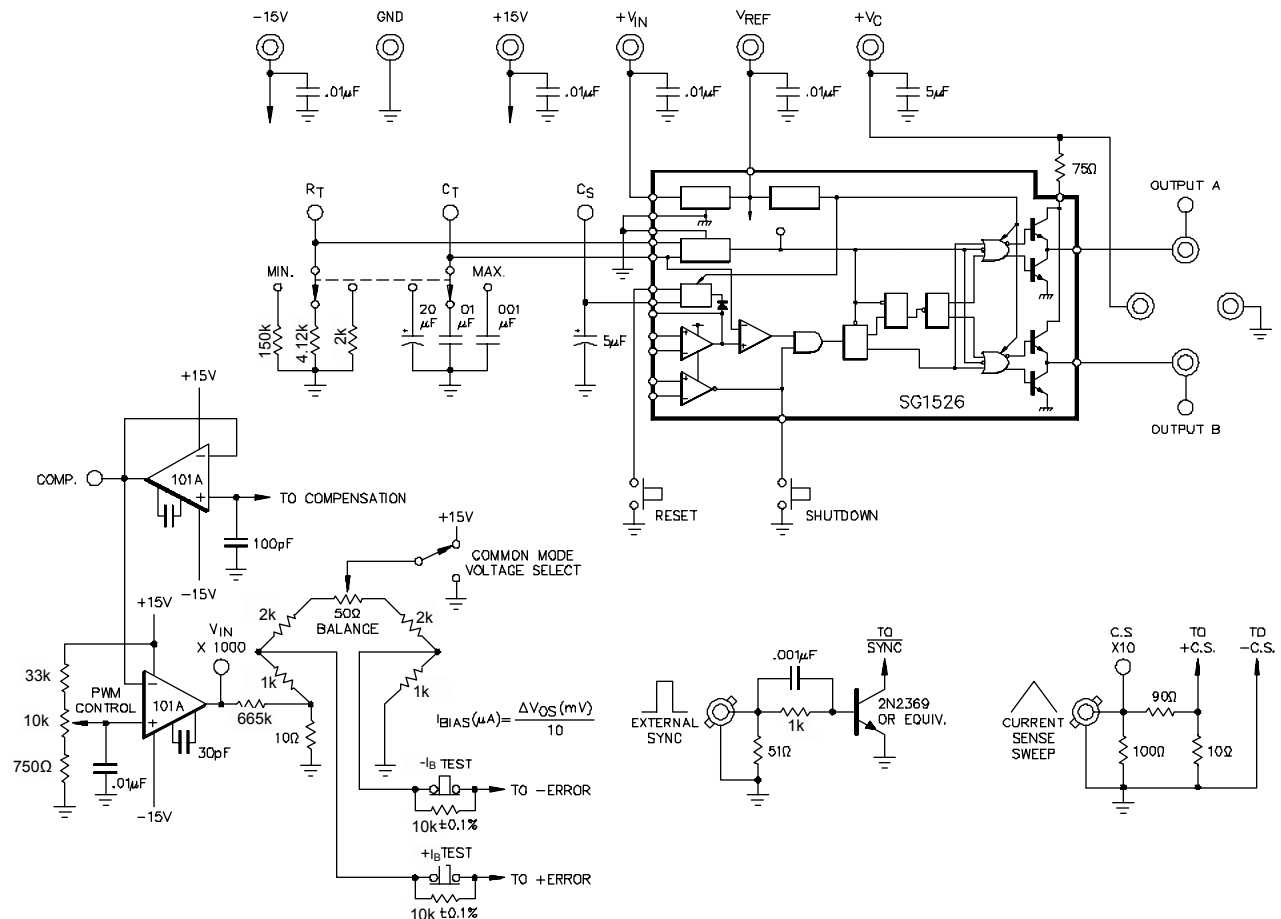 -15V GND +15V +VIN VREF +VC
.01µF .01µF .01µF .01µF 5µF
75Ω
RT CT CS OUTPUT A
MIN. MAX.
150k 4.12k 2k 20 µF .01 µF .001 µF 5µF
SG1526
OUTPUT B
+15V
COMP. 101A TO COMPENSATION
RESET SHUTDOWN
100pF
-15V
+15V
COMMON MODE
VOLTAGE SELECT
50Ω
BALANCE
2k 2k
1k 1k
+15V
VIN
X 1000
33k
10k
750Ω
PWM
CONTROL
101A
665k
10Ω
30pF
.01µF
-15V
IBIAS(µA)=ΔVOS(mV)/10
-IB TEST
TO -ERROR
10k±0.1%
+IB TEST
TO +ERROR
10k ±0.1%
EXTERNAL
SYNC
.001µF
1k
51Ω
TO
SYNC
2N2369
OR EQUIV.
CURRENT
SENSE
SWEEP
C.S
X10
TO
+C.S.
TO
-C.S.
90Ω
100Ω
10Ω